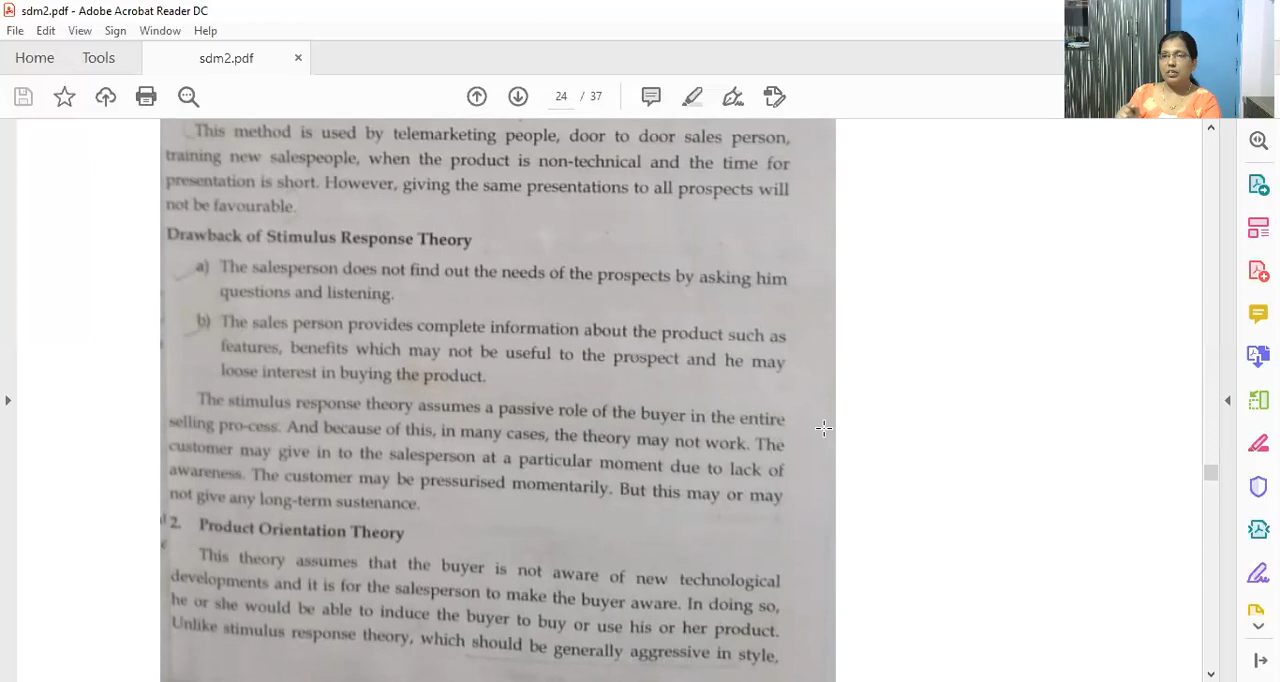 sdm2.pdf - Adobe Acrobat Reader DC
File Edit View Sign Window Help
Home Tools sdm2.pdf ×
24 / 37
This method is used by telemarketing people, door to door sales person,
training new salespeople, when the product is non-technical and the time for
presentation is short. However, giving the same presentations to all prospects will
not be favourable.
Drawback of Stimulus Response Theory
a) The salesperson does not find out the needs of the prospects by asking him
questions and listening.
b) The sales person provides complete information about the product such as
features, benefits which may not be useful to the prospect and he may
loose interest in buying the product.
The stimulus response theory assumes a passive role of the buyer in the entire
selling pro-cess. And because of this, in many cases, the theory may not work. The
customer may give in to the salesperson at a particular moment due to lack of
awareness. The customer may be pressurised momentarily. But this may or may
not give any long-term sustenance.
2. Product Orientation Theory
This theory assumes that the buyer is not aware of new technological
developments and it is for the salesperson to make the buyer aware. In doing so,
he or she would be able to induce the buyer to buy or use his or her product.
Unlike stimulus response theory, which should be generally aggressive in style,